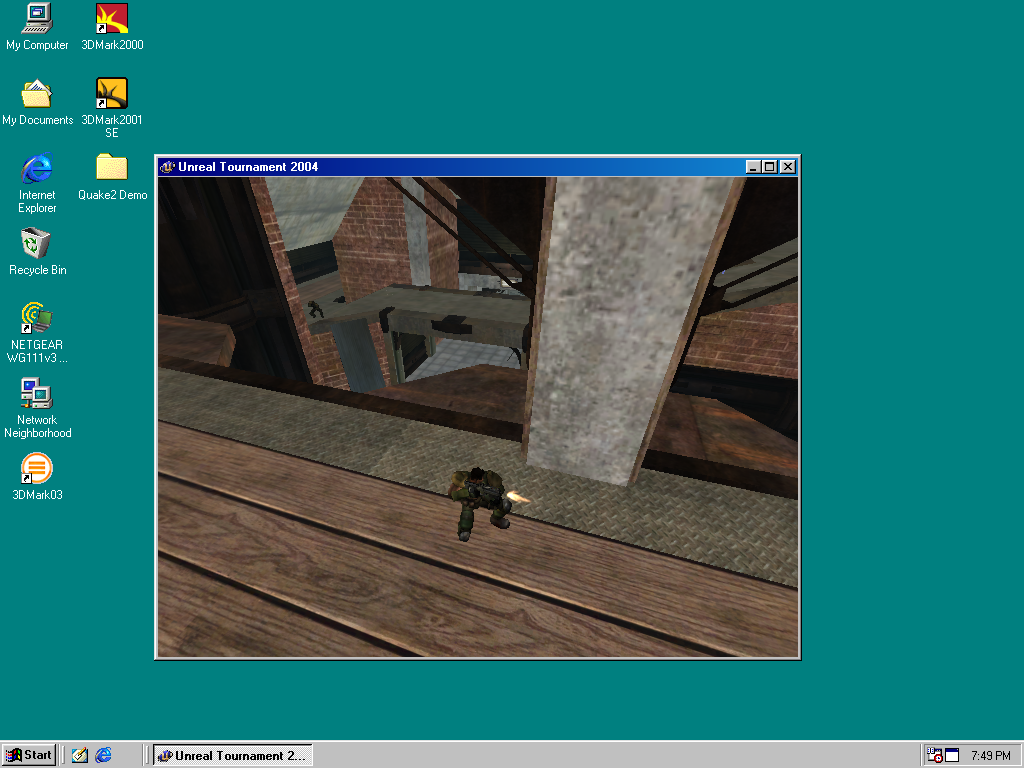 My Computer
3DMark2000
My Documents
3DMark2001
SE
Internet
Explorer
Quake2 Demo
Recycle Bin
NETGEAR
WG111v3 ...
Network
Neighborhood
3DMark03
Unreal Tournament 2004
Start
Unreal Tournament 2...
7:49 PM